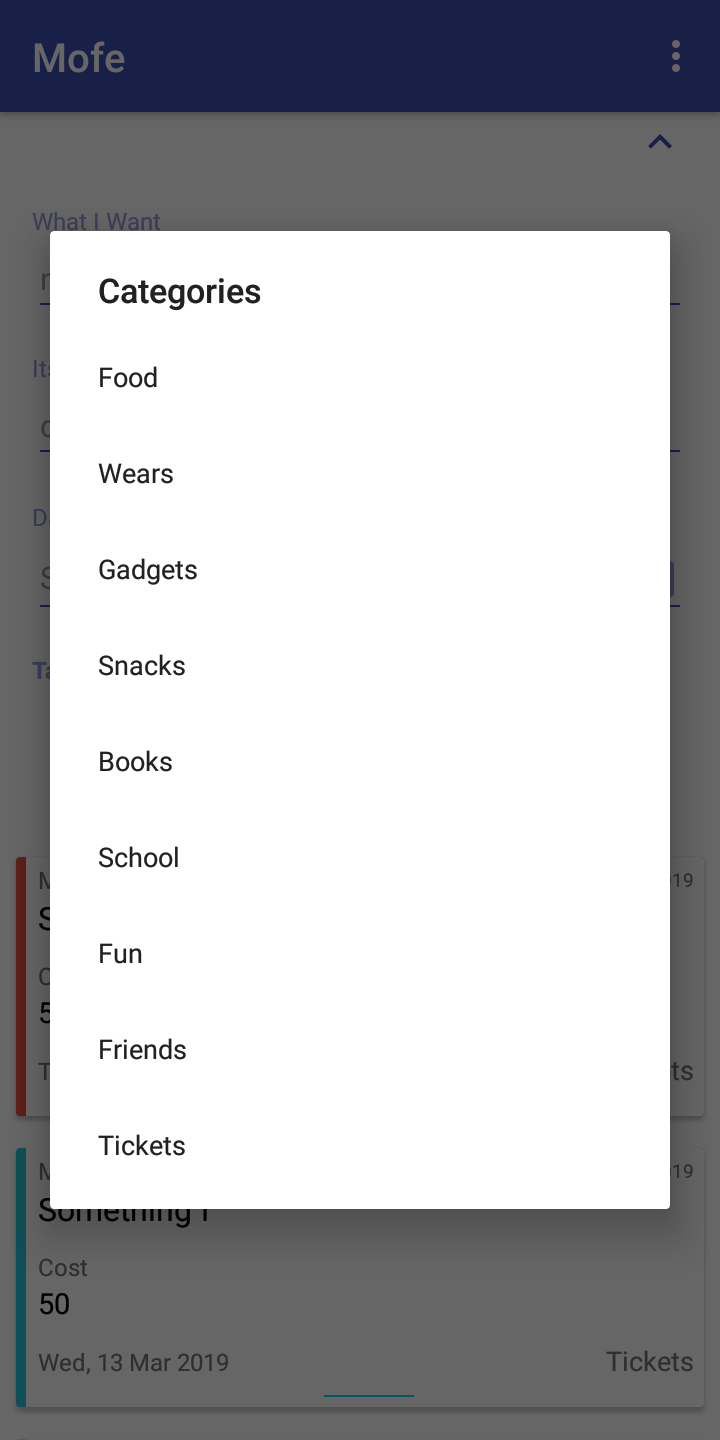 Mofe
What I Want
Categories
Food
Wears
Gadgets
Snacks
Books
School
Fun
Friends
Tickets
Cost
50
Wed, 13 Mar 2019
Tickets